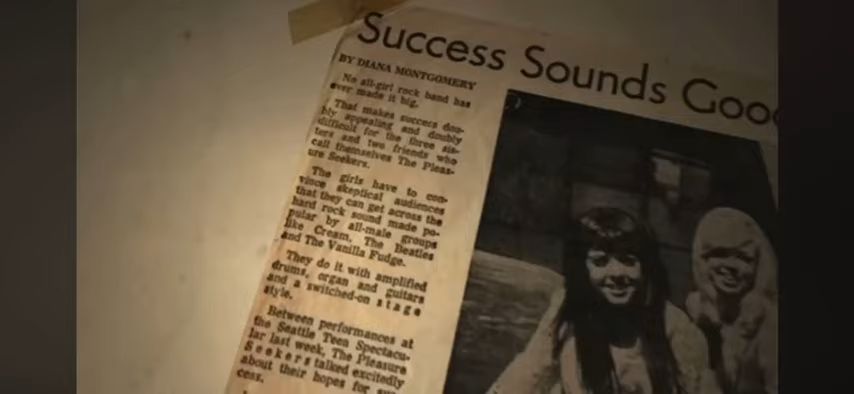 Success Sounds Goo
BY DIANA MONTGOMERY
No all-girl rock band has
ever made it big.
That makes success dou-
bly appealing and doubly
difficult for the three sis-
ters and two friends who
call themselves The Pleas-
ure Seekers.
The girls have to con-
vince skeptical audiences
that they can get across the
hard rock sound made po-
pular by all-male groups
like Cream, The Beatles
and The Vanilla Fudge.
They do it with amplified
drums, organ and guitars
and a switched-on stage
style.
Between performances at
the Seattle Teen Spectacu-
lar last week, The Pleasure
Seekers talked excitedly
about their hopes for suc-
cess.